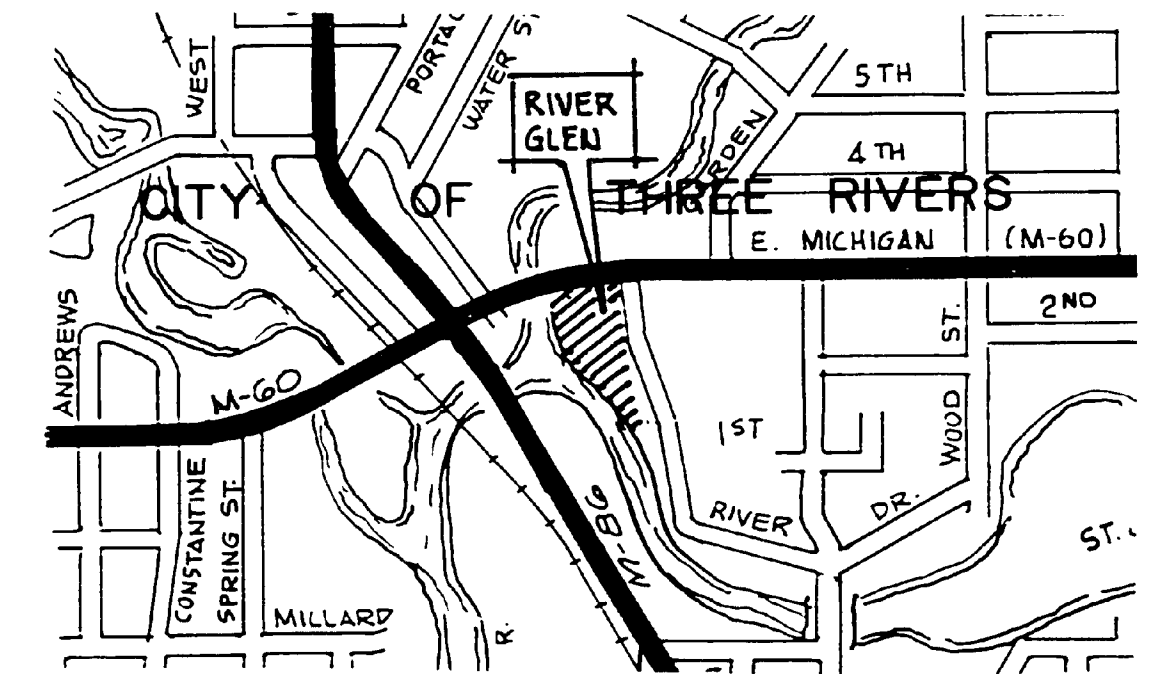 WEST
WATER S
RIVER
GLEN
5TH
4TH
CITY OF THREE RIVERS
E. MICHIGAN (M-60)
ANDREWS
2ND
ST.
WOOD
M-60
1ST
CONSTANTINE
SPRING ST.
M-86
RIVER DR.
ST.
MILLARD
R.